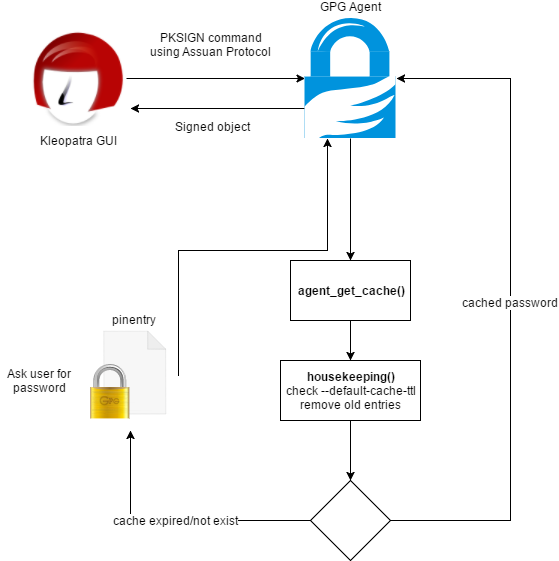 GPG Agent
PKSIGN command
using Assuan Protocol
Signed object
Kleopatra GUI
agent_get_cache()
cached password
pinentry
Ask user for
password
housekeeping()
check --default-cache-ttl
remove old entries
cache expired/not exist